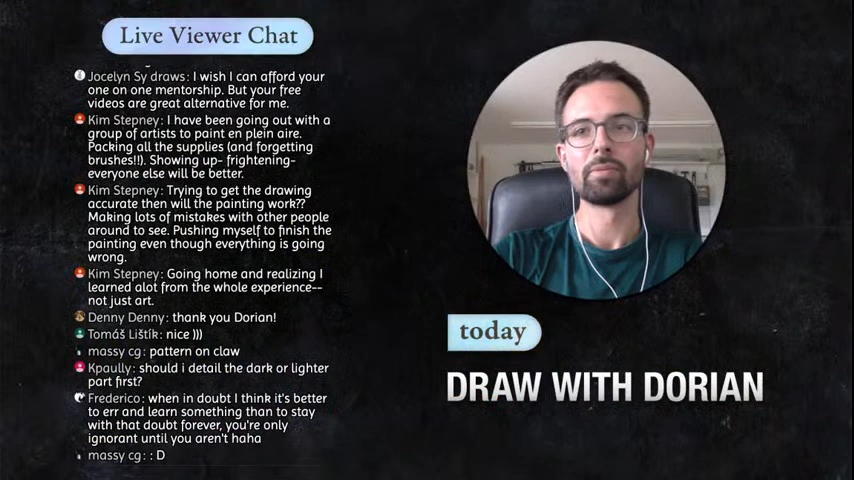 Live Viewer Chat
Jocelyn Sy draws: I wish I can afford your
one on one mentorship. But your free
videos are great alternative for me.
Kim Stepney: I have been going out with a
group of artists to paint en plein aire.
Packing all the supplies (and forgetting
brushes!!). Showing up- frightening-
everyone else will be better.
Kim Stepney: Trying to get the drawing
accurate then will the painting work??
Making lots of mistakes with other people
around to see. Pushing myself to finish the
painting even though everything is going
wrong.
Kim Stepney: Going home and realizing I
learned alot from the whole experience--
not just art.
Denny Denny: thank you Dorian!
Tomáš Lištík: nice )))
massy cg: pattern on claw
Kpaully: should i detail the dark or lighter
part first?
Frederico: when in doubt I think it's better
to err and learn something than to stay
with that doubt forever, you're only
ignorant until you aren't haha
massy cg: : D
today
DRAW WITH DORIAN